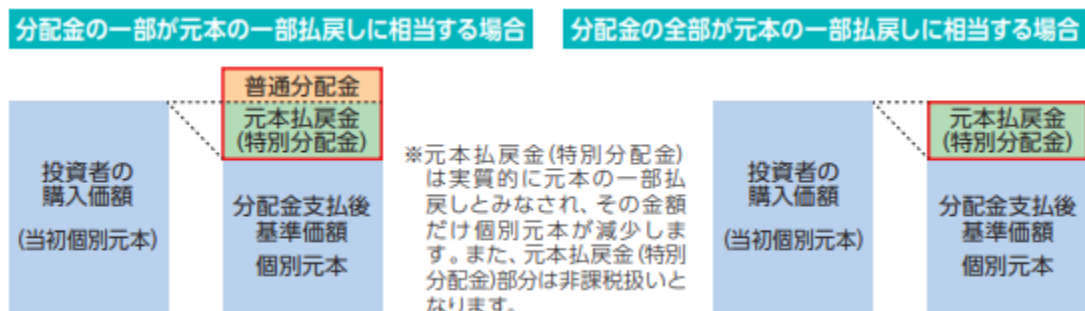 分配金の一部が元本の一部払戻しに相当する場合
普通分配金
元本払戻金
(特別分配金)
投資者の
購入価額
(当初個別元本)
分配金支払後
基準価額
個別元本
※元本払戻金(特別分配金)
は実質的に元本の一部払
戻しとみなされ、その金額
だけ個別元本が減少しま
す。また、元本払戻金(特別
分配金)部分は非課税扱いと
なります。
分配金の全部が元本の一部払戻しに相当する場合
元本払戻金
(特別分配金)
投資者の
購入価額
(当初個別元本)
分配金支払後
基準価額
個別元本